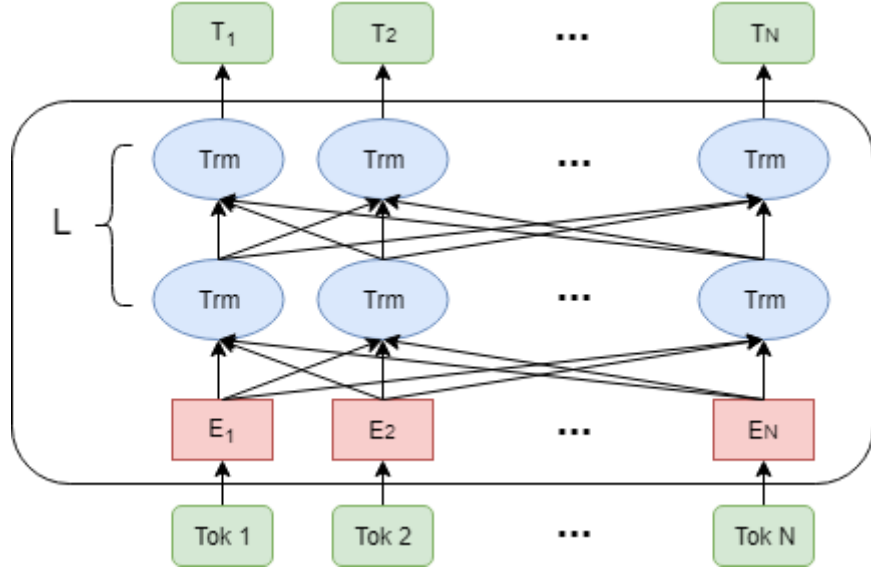 T1 T2 ... TN
Trm Trm ... Trm
L
Trm Trm ... Trm
E1 E2 ... EN
Tok 1 Tok 2 ... Tok N